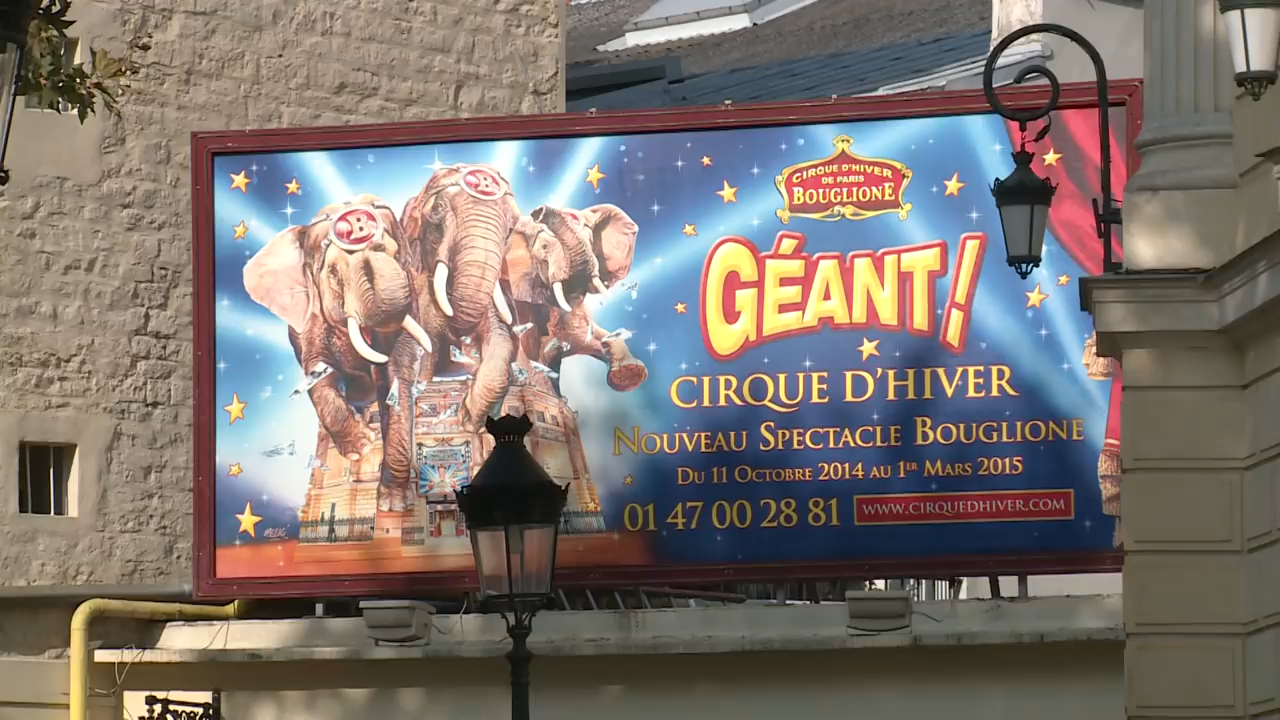 B
B
CIRQUE D'HIVER
DE PARIS
BOUGLIONE
GÉANT!
CIRQUE D'HIVER
NOUVEAU SPECTACLE BOUGLIONE
DU 11 OCTOBRE 2014 AU 1ER MARS 2015
01 47 00 28 81
WWW.CIRQUEDHIVER.COM